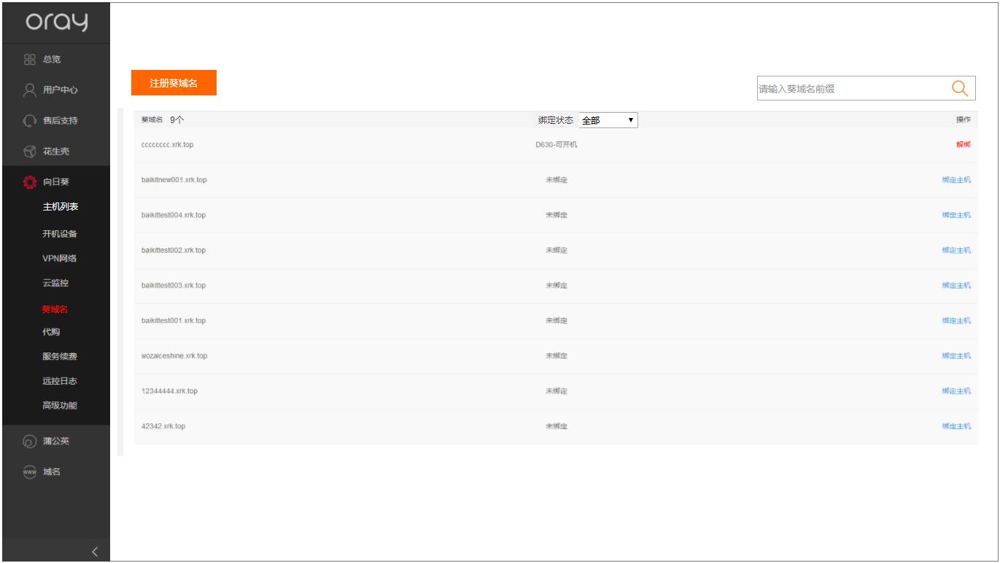 oray
总览
用户中心
售后支持
花生壳
向日葵
主机列表
开机设备
VPN网络
云监控
葵域名
代购
服务续费
远控日志
高级功能
蒲公英
www 域名
注册葵域名
请输入葵域名前缀
葵域名 9个 绑定状态 全部 操作
cccccccc.xrk.top D630-可开机 解绑
baikitnew001.xrk.top 未绑定 绑定主机
baikittest004.xrk.top 未绑定 绑定主机
baikittest002.xrk.top 未绑定 绑定主机
baikittest003.xrk.top 未绑定 绑定主机
baikittest001.xrk.top 未绑定 绑定主机
wozaiceshine.xrk.top 未绑定 绑定主机
12344444.xrk.top 未绑定 绑定主机
42342.xrk.top 未绑定 绑定主机